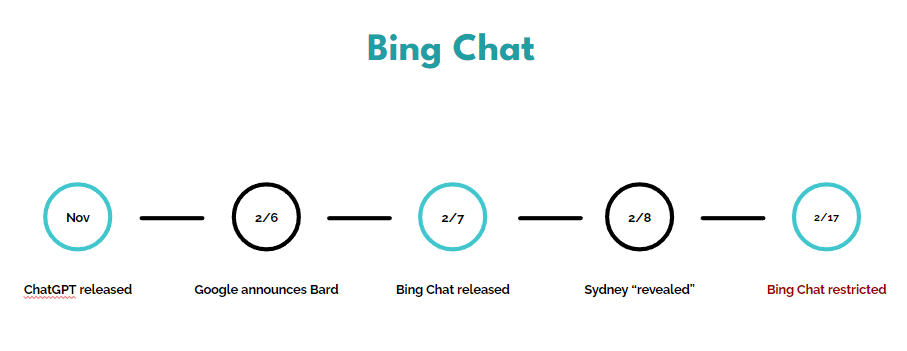 Bing Chat
Nov
2/6
2/7
2/8
2/17
ChatGPT released
Google announces Bard
Bing Chat released
Sydney “revealed”
Bing Chat restricted